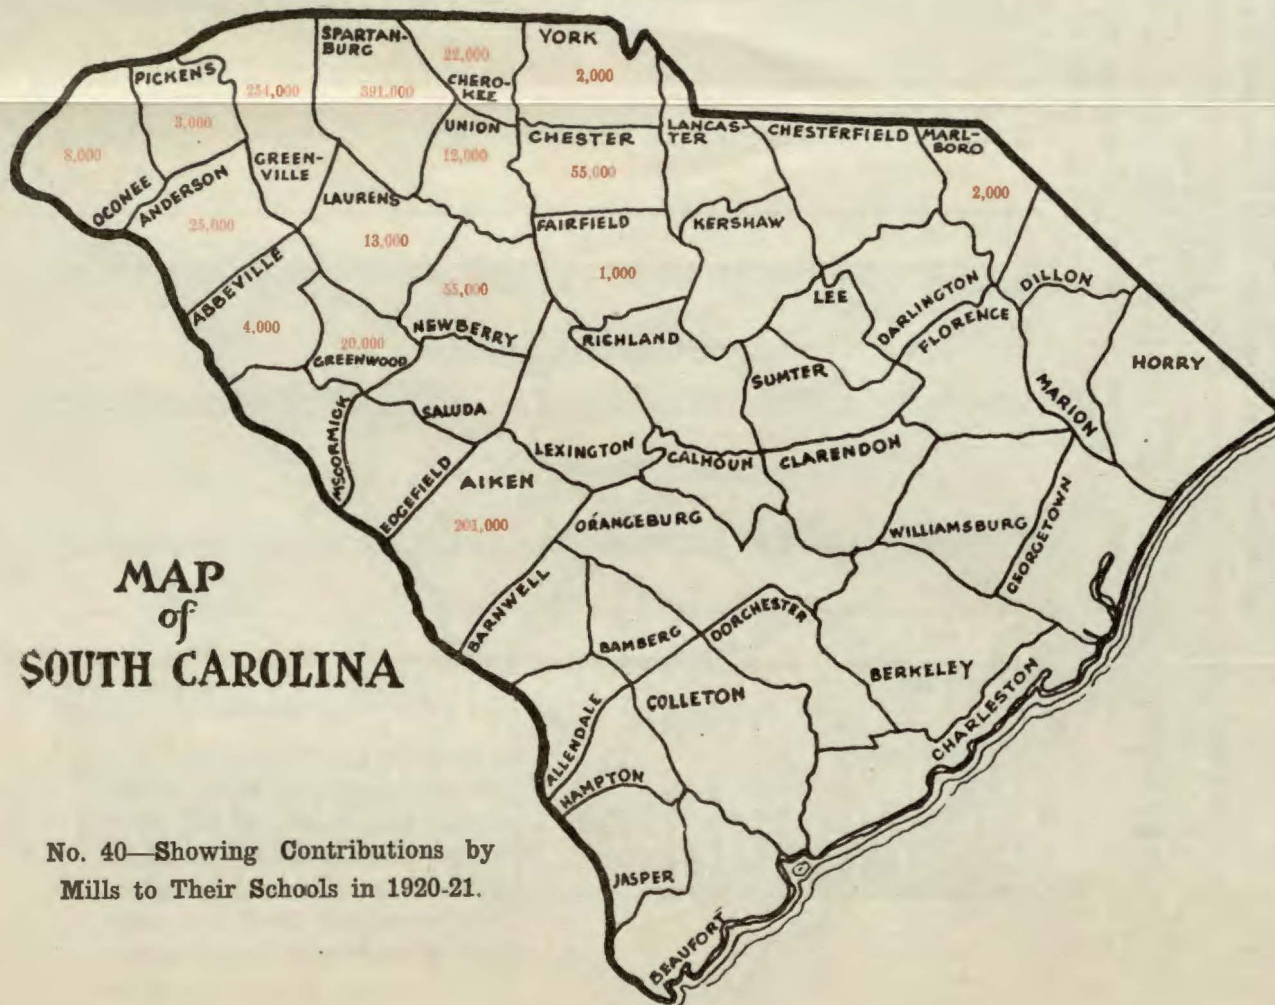 SPARTAN-
BURG
391,000
22,000
CHERO-
KEE
YORK
2,000
PICKENS
3,000
254,000
GREEN-
VILLE
8,000
OCONEE
ANDERSON
25,000
LAURENS
13,000
UNION
12,000
CHESTER
55,000
LANCAS-
TER
CHESTERFIELD
MARL-
BORO
2,000
FAIRFIELD
1,000
KERSHAW
ABBEVILLE
4,000
20,000
GREENWOOD
55,000
NEWBERRY
RICHLAND
LEE
DARLINGTON
FLORENCE
DILLON
HORRY
MARION
SUMTER
MSCORMICK
SALUDA
EDGEFIELD
AIKEN
201,000
LEXINGTON
CALHOUN
CLARENDON
ORANGEBURG
WILLIAMSBURG
GEORGETOWN
BARNWELL
BAMBERG
DORCHESTER
BERKELEY
CHARLESTON
COLLETON
ALLENDALE
HAMPTON
JASPER
BEAUFORT
MAP
of
SOUTH CAROLINA
No. 40—Showing Contributions by
Mills to Their Schools in 1920-21.